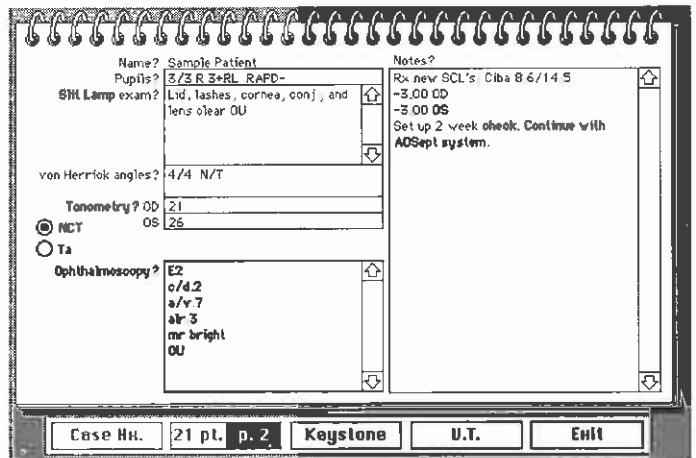 Name? Sample Patient
Pupils? 3/3 R 3+RL RAPD-
Slit Lamp exam? Lid, lashes, cornea, conj., and
lens clear OU
von Herrick angles? 4/4 N/T
Tonometry? OD 21
NCT OS 26
Ta
Ophthalmoscopy? E2
c/d.2
a/v.7
alr 3
mr bright
OU
Notes?
Rx new SCL's Ciba 8.6/14.5
-3.00 OD
-3.00 OS
Set up 2 week check. Continue with
AOSept system.
Case Hx. 21 pt. p. 2 Keystone V.T. Exit